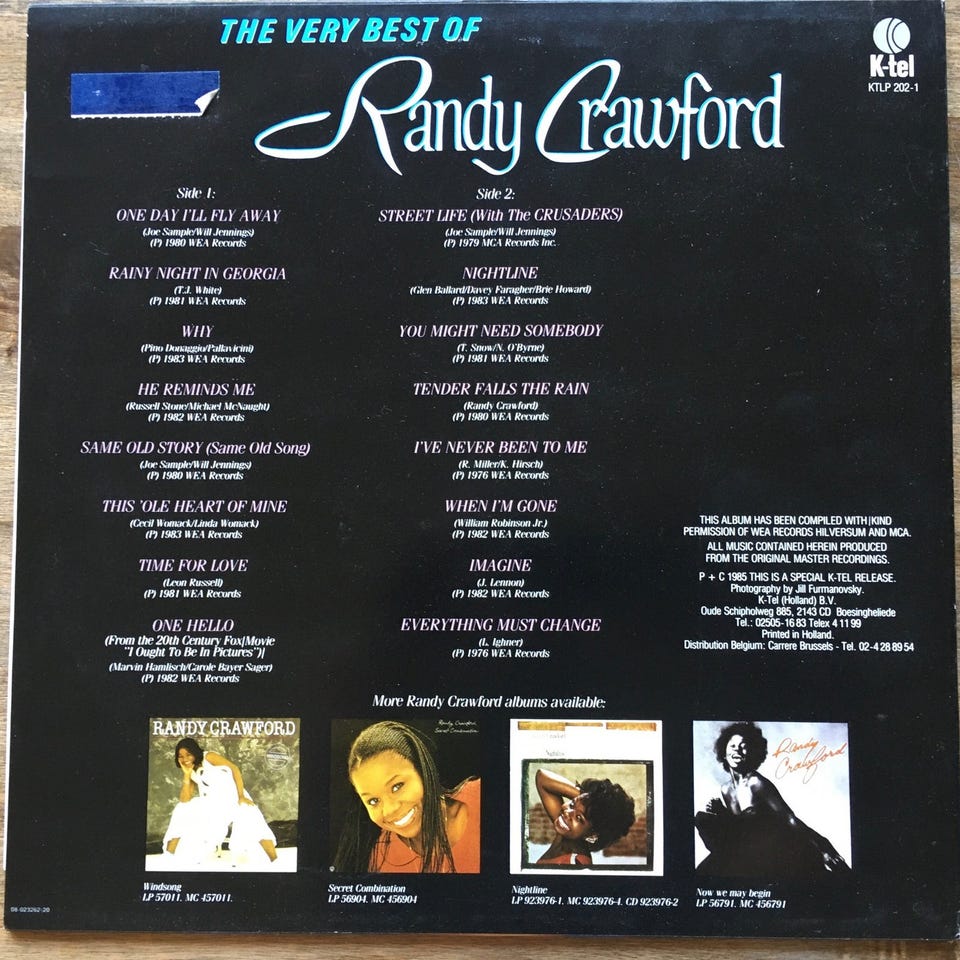 THE VERY BEST OF
Randy Crawford
K-tel
KTLP 202-1
Side 1:
ONE DAY I'LL FLY AWAY
(Joe Sample/Will Jennings)
(P) 1980 WEA Records
RAINY NIGHT IN GEORGIA
(T.J. White)
(P) 1981 WEA Records
WHY
(Pino Donaggio/Pallavicini)
(P) 1983 WEA Records
HE REMINDS ME
(Russell Stone/Michael McNaught)
(P) 1982 WEA Records
SAME OLD STORY (Same Old Song)
(Joe Sample/Will Jennings)
(P) 1980 WEA Records
THIS 'OLE HEART OF MINE
(Cecil Womack/Linda Womack)
(P) 1983 WEA Records
TIME FOR LOVE
(Leon Russell)
(P) 1981 WEA Records
ONE HELLO
(From the 20th Century Fox|Movie
"I Ought To Be In Pictures")|
(Marvin Hamlisch/Carole Bayer Sager)
(P) 1982 WEA Records
Side 2:
STREET LIFE (With The CRUSADERS)
(Joe Sample/Will Jennings)
(P) 1979 MCA Records Inc.
NIGHTLINE
(Glen Ballard/Davey Faragher/Brie Howard)
(P) 1983 WEA Records
YOU MIGHT NEED SOMEBODY
(T. Snow/N. O'Byrne)
(P) 1981 WEA Records
TENDER FALLS THE RAIN
(Randy Crawford)
(P) 1980 WEA Records
I'VE NEVER BEEN TO ME
(R. Miller/K. Hirsch)
(P) 1976 WEA Records
WHEN I'M GONE
(William Robinson Jr.)
(P) 1982 WEA Records
IMAGINE
(J. Lennon)
(P) 1982 WEA Records
EVERYTHING MUST CHANGE
(L. Ighner)
(P) 1976 WEA Records
THIS ALBUM HAS BEEN COMPILED WITH|KIND
PERMISSION OF WEA RECORDS HILVERSUM AND MCA.
ALL MUSIC CONTAINED HEREIN PRODUCED
FROM THE ORIGINAL MASTER RECORDINGS.
P + C 1985 THIS IS A SPECIAL K-TEL RELEASE.
Photography by Jill Furmanovsky.
K-Tel (Holland) B.V.
Oude Schipholweg 885, 2143 CD Boesingheliede
Tel.: 02505-16 83 Telex 4 11 99
Printed in Holland.
Distribution Belgium: Carrere Brussels - Tel. 02-4 28 89 54
More Randy Crawford albums available:
RANDY CRAWFORD
Randy Crawford
Secret Combination
Nightline
Randy
Crawford
Windsong
LP 57011. MC 457011.
Secret Combination
LP 56904. MC 456904
Nightline
LP 923976-1. MC 923976-4. CD 923976-2
Now we may begin
LP 56791. MC 456791
08-023262-20